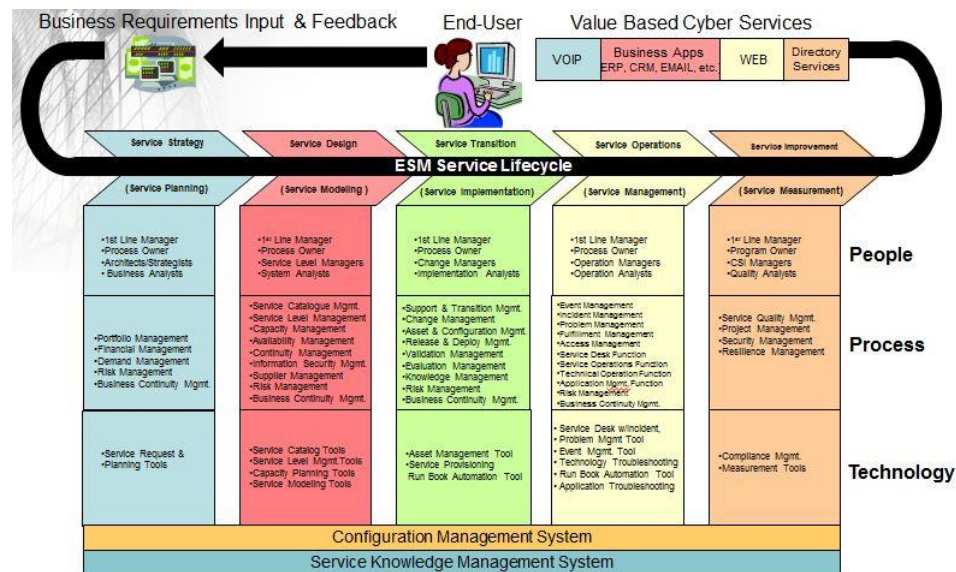 Business Requirements Input & Feedback
End-User
Value Based Cyber Services
VOIP
Business Apps
ERP, CRM, EMAIL, etc.
WEB
Directory
Services
Service Strategy
Service Design
Service Transition
Service Operations
Service Improvement
ESM Service Lifecycle
(Service Planning)
(Service Modeling )
(Service Implementation)
(Service Management)
(Service Measurement)
•1st Line Manager
•Process Owner
•Architects/Strategists
• Business Analysts
•1st Line Manager
•Process Owner
•Service Level Managers
•System Analysts
•1st Line Manager
•Process Owner
•Change Managers
•Implementation Analysts
•1st Line Manager
•Process Owner
•Operation Managers
•Operation Analysts
•1st Line Manager
•Program Owner
•CSI Managers
•Quality Analysts
People
•Portfolio Management
•Financial Management
•Demand Management
•Risk Management
•Business Continuity Mgmt.
•Service Catalogue Mgmt.
•Service Level Management
•Capacity Management
•Availability Management
•Continuity Management
•Information Security Mgmt.
•Supplier Management
•Risk Management
•Business Continuity Mgmt.
•Support & Transition Mgmt.
•Change Management
•Asset & Configuration Mgmt.
•Release & Deploy Mgmt.
•Validation Management
•Evaluation Management
•Knowledge Management
•Risk Management
•Business Continuity Mgmt.
•Event Management
•Incident Management
•Problem Management
•Fulfillment Management
•Access Management
•Service Desk Function
•Service Operations Function
•Technical Operation Function
•Application Mgmt. Function
•Risk Management
•Business Continuity Mgmt.
•Service Quality Mgmt.
•Project Management
•Security Management
•Resilience Management
Process
•Service Request &
•Planning Tools
•Service Catalog Tools
•Service Level Mgmt.Tools
•Capacity Planning Tools
•Service Modeling Tools
•Asset Management Tool
•Service Provisioning
Run Book Automation Tool
• Service Desk w/incident,
• Problem Mgmt Tool
• Event Mgmt. Tool
• Technology Troubleshooting
• Run Book Automation Tool
• Application Troubleshooting
•Compliance Mgmt.
•Measurement Tools
Technology
Configuration Management System
Service Knowledge Management System